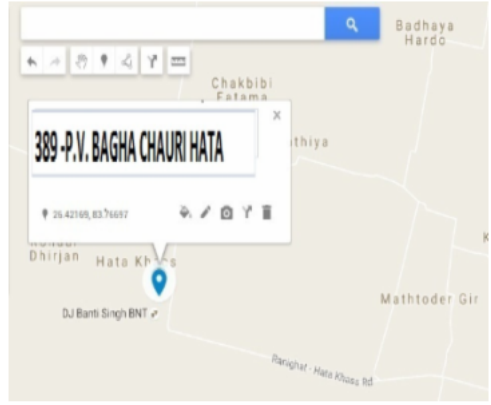 Badhaya
Hardo
Chakbibi
Fatama
thiya
389 -P.V. BAGHA CHAURI HATA
26.42169, 83.76697
Dhirjan
Hata Khass
DJ Banti Singh BNT
Mathtoder Gir
Ranighat - Hata Khass Rd
K